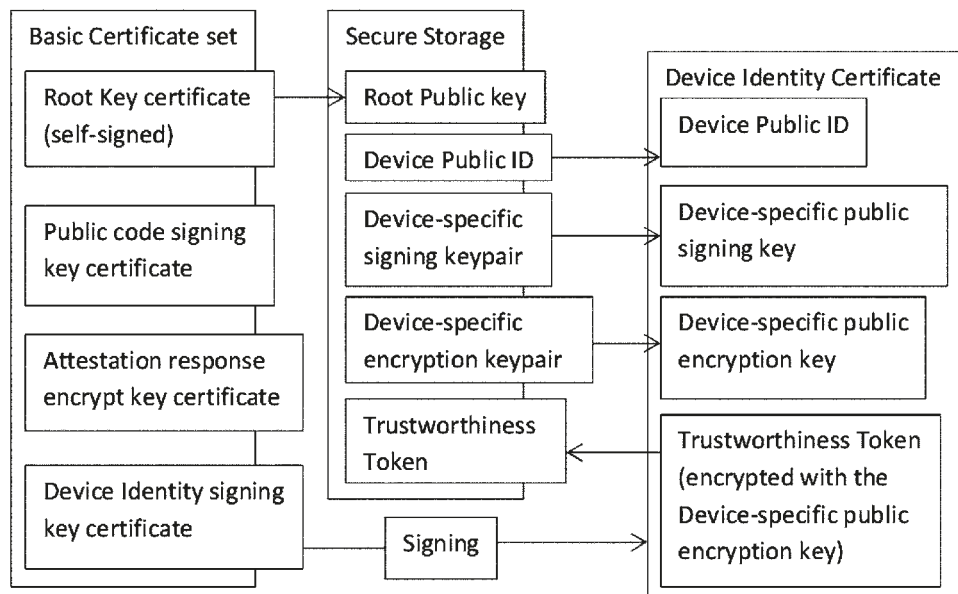 Basic Certificate set
Root Key certificate
(self-signed)
Public code signing
key certificate
Attestation response
encrypt key certificate
Device Identity signing
key certificate
Secure Storage
Root Public key
Device Public ID
Device-specific
signing keypair
Device-specific
encryption keypair
Trustworthiness
Token
Signing
Device Identity Certificate
Device Public ID
Device-specific public
signing key
Device-specific public
encryption key
Trustworthiness Token
(encrypted with the
Device-specific public
encryption key)